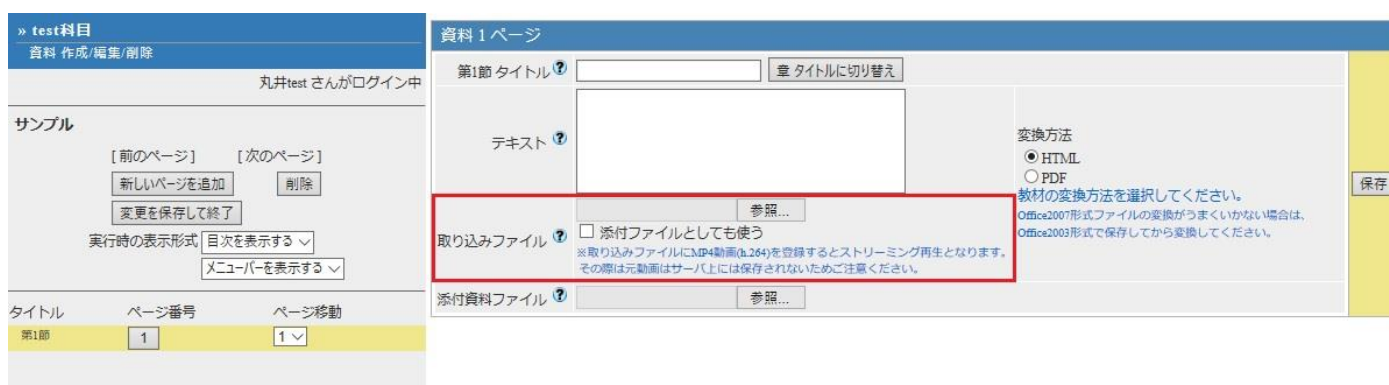 » test科目
資料 作成/編集/削除
丸井test さんがログイン中
サンプル
[ 前のページ ] [ 次のページ ]
新しいページを追加 削除
変更を保存して終了
実行時の表示形式 目次を表示する
メニューバーを表示する
タイトル ページ番号 ページ移動
第1節 1 1
資料 1 ページ
第1節 タイトル ? 章 タイトルに切り替え
テキスト ?
変換方法
HTML
PDF
教材の変換方法を選択してください。
Office2007形式ファイルの変換がうまくいかない場合は、
Office2003形式で保存してから変換してください。
保存
取り込みファイル ? 参照...
添付ファイルとしても使う
※取り込みファイルにMP4動画(h.264)を登録するとストリーミング再生となります。
その際は元動画はサーバ上には保存されないためご注意ください。
添付資料ファイル ? 参照...